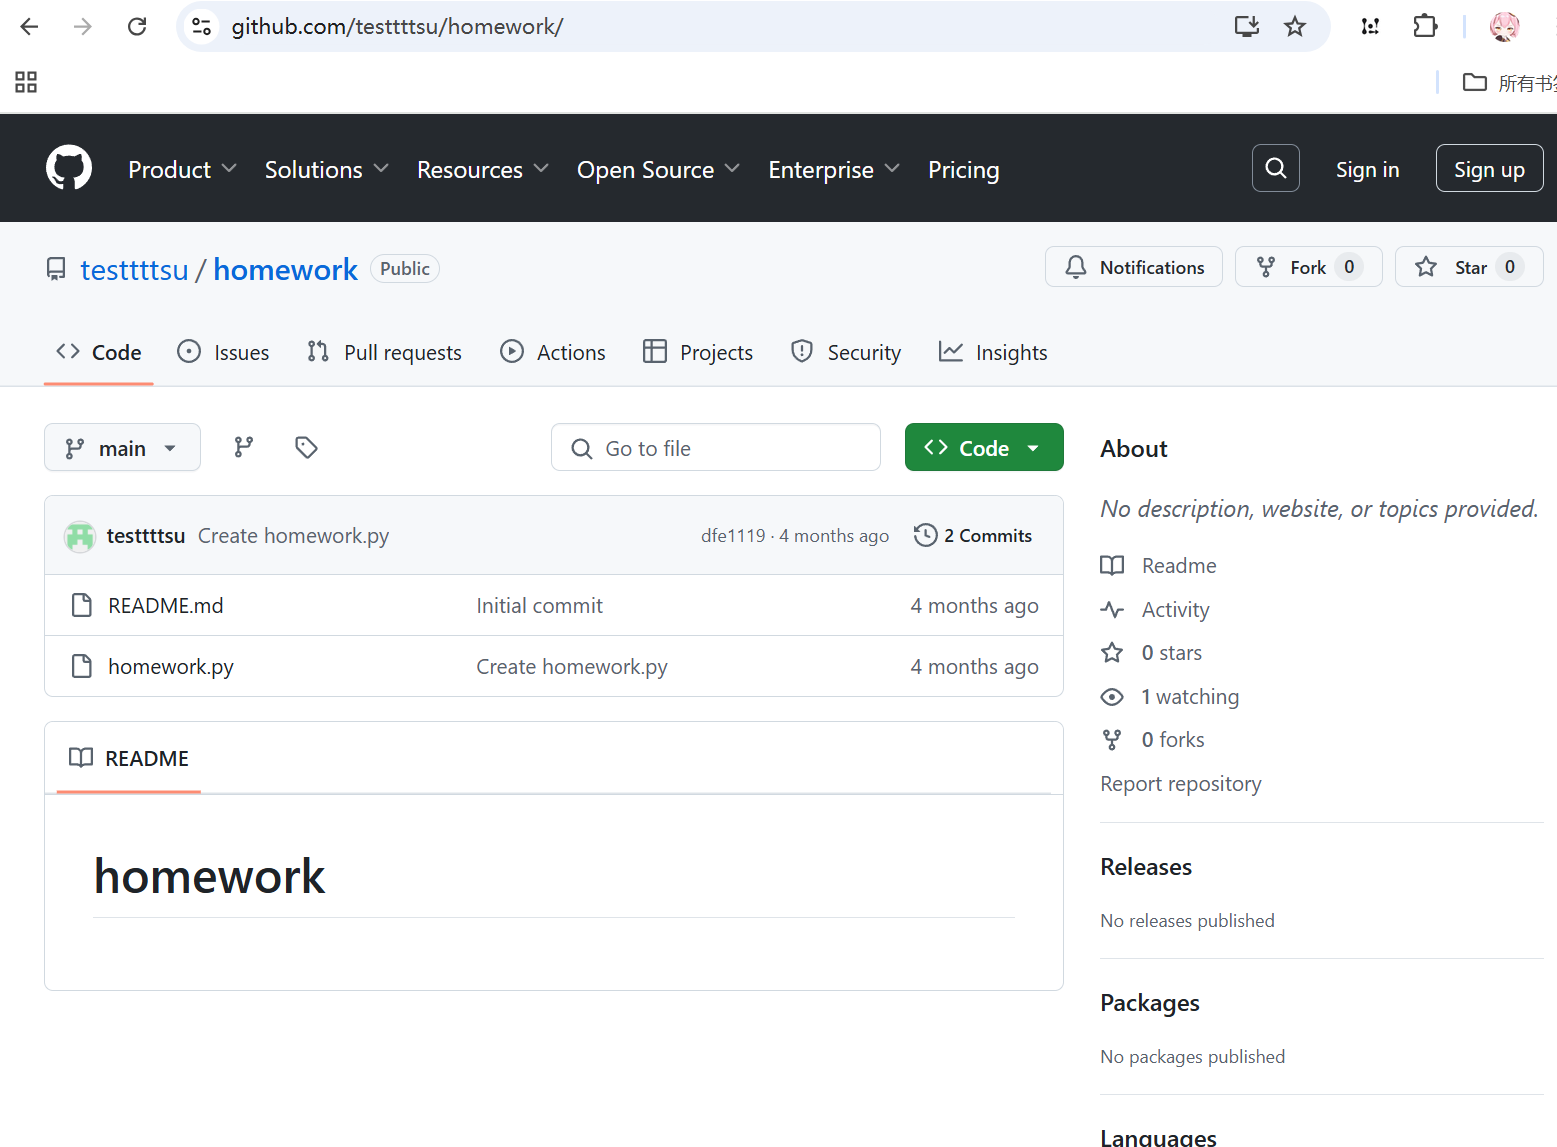 github.com/testtttsu/homework/
所有书签
Product Solutions Resources Open Source Enterprise Pricing Sign in Sign up
testtttsu / homework Public Notifications Fork 0 Star 0
Code Issues Pull requests Actions Projects Security Insights
main Go to file Code
testtttsu Create homework.py dfe1119 · 4 months ago 2 Commits
README.md Initial commit 4 months ago
homework.py Create homework.py 4 months ago
README
homework
About
No description, website, or topics provided.
Readme
Activity
0 stars
1 watching
0 forks
Report repository
Releases
No releases published
Packages
No packages published
Languages